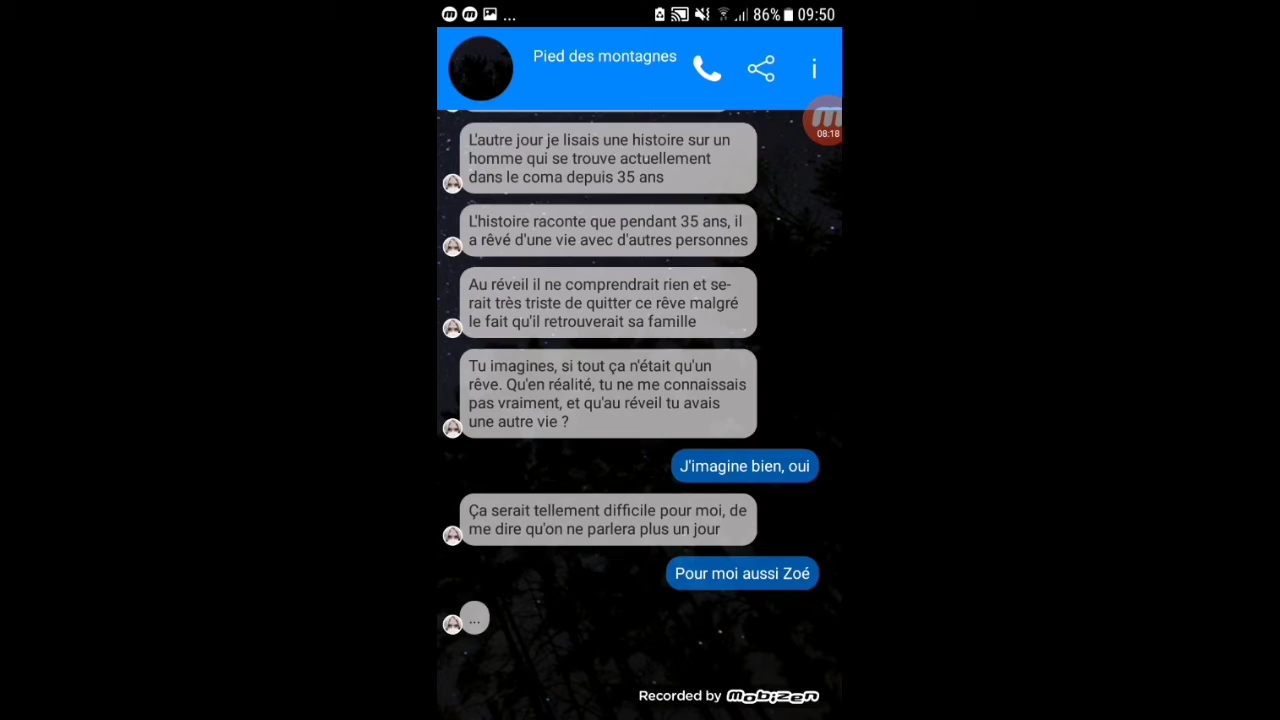 ... 86% 09:50
Pied des montagnes
08:18
L'autre jour je lisais une histoire sur un
homme qui se trouve actuellement
dans le coma depuis 35 ans
L'histoire raconte que pendant 35 ans, il
a rêvé d'une vie avec d'autres personnes
Au réveil il ne comprendrait rien et se-
rait très triste de quitter ce rêve malgré
le fait qu'il retrouverait sa famille
Tu imagines, si tout ça n'était qu'un
rêve. Qu'en réalité, tu ne me connaissais
pas vraiment, et qu'au réveil tu avais
une autre vie ?
J'imagine bien, oui
Ça serait tellement difficile pour moi, de
me dire qu'on ne parlera plus un jour
Pour moi aussi Zoé
...
Recorded by Mobizen